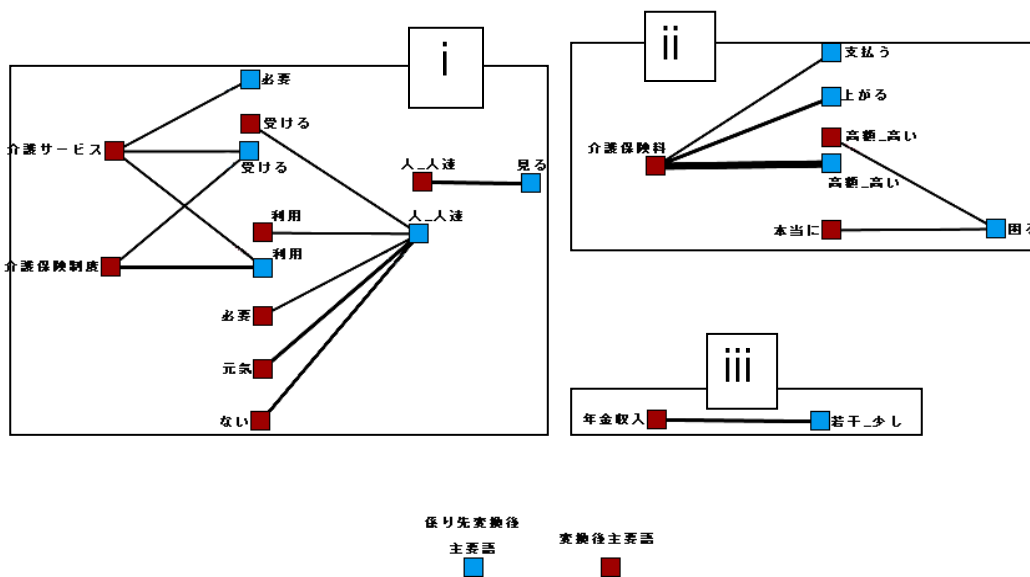 i
必要
受ける
介護サービス
受ける
人_人達
見る
利用
人_人達
利用
介護保険制度
必要
元気
ない
ii
支払う
上がる
高額_高い
介護保険料
高額_高い
本当に
困る
iii
年金収入
若干_少し
係り先変換後
主要語
変換後主要語